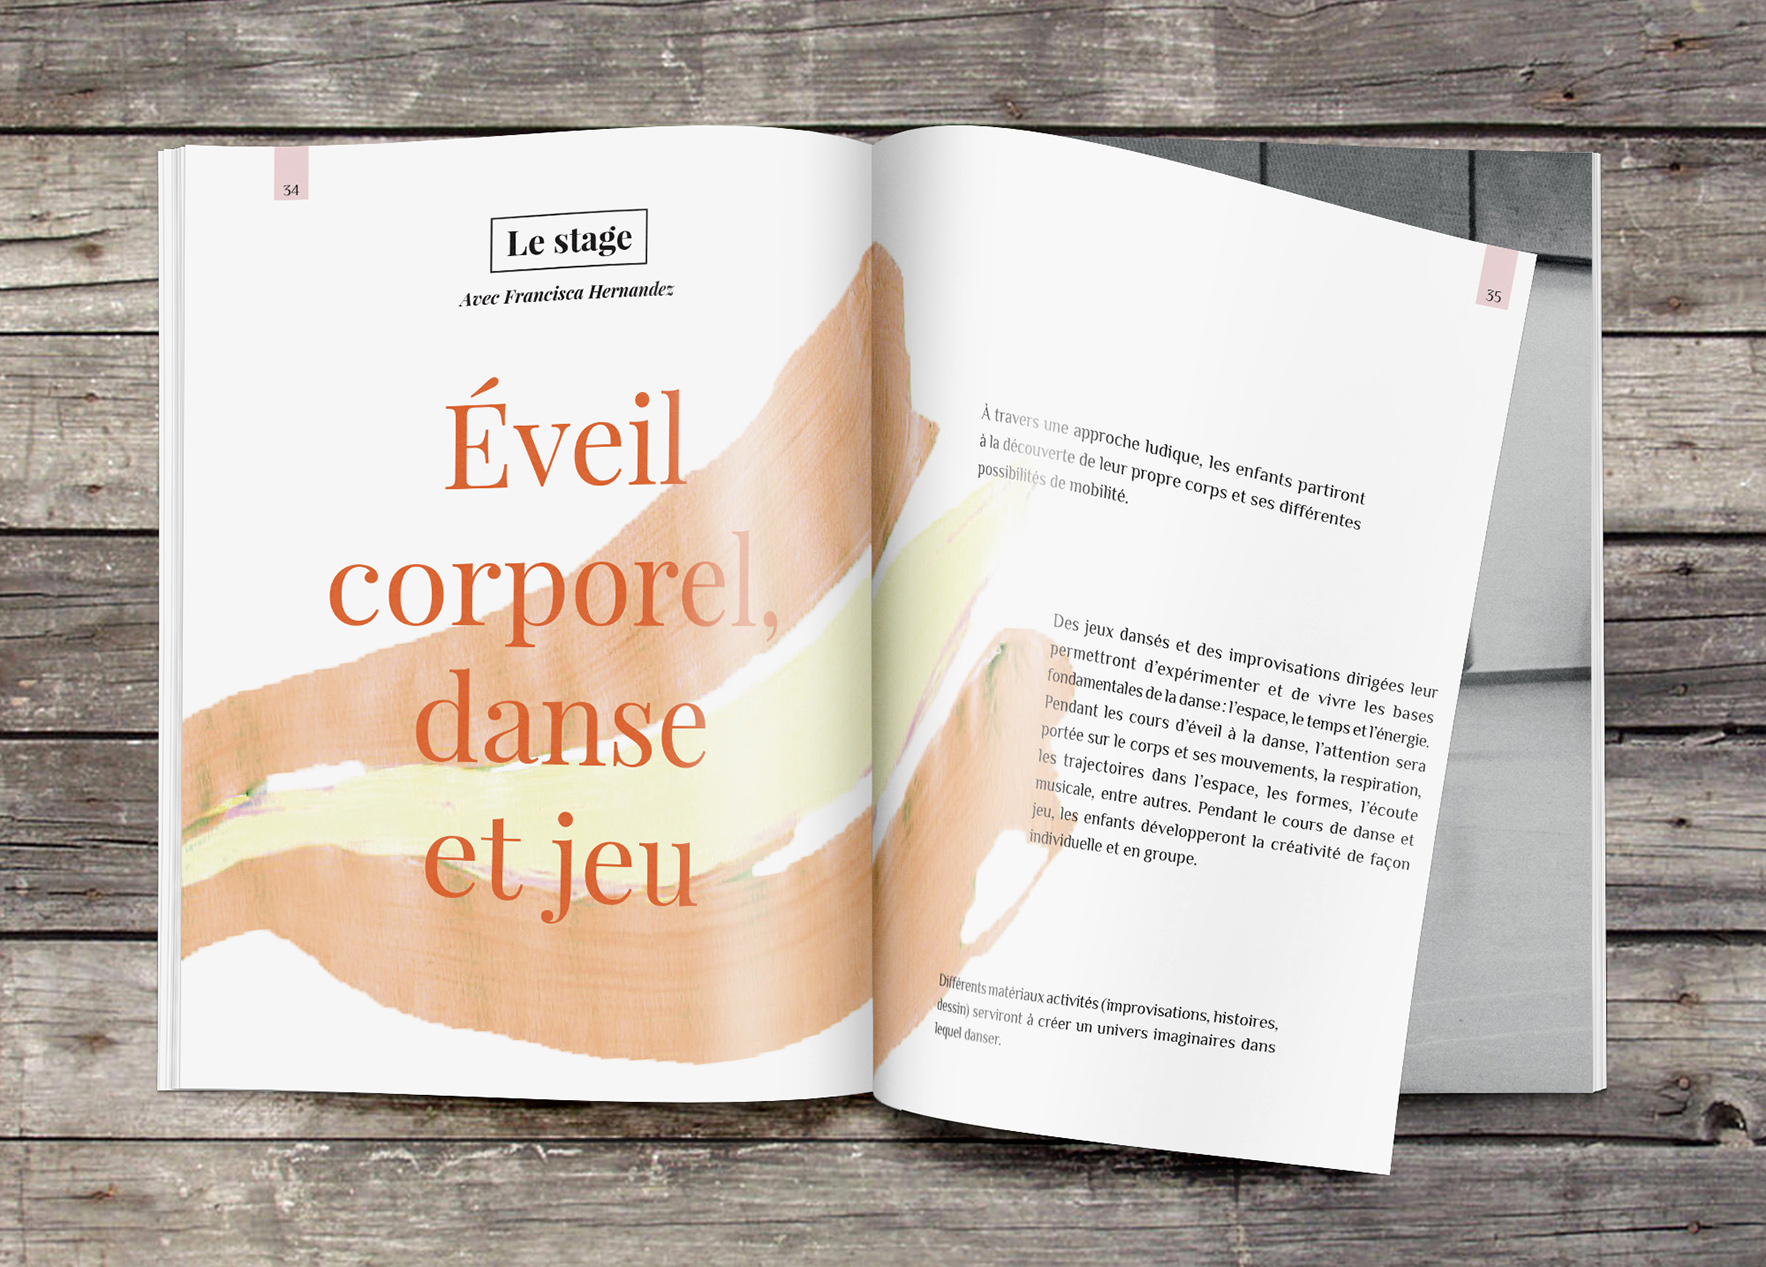 34
Le stage
Avec Francisca Hernandez
Éveil
corporel,
danse
et jeu
35
À travers une approche ludique, les enfants partiront
à la découverte de leur propre corps et ses différentes
possibilités de mobilité.
Des jeux dansés et des improvisations dirigées leur
permettront d'expérimenter et de vivre les bases
fondamentales de la danse : l'espace, le temps et l'énergie.
Pendant les cours d'éveil à la danse, l'attention sera
portée sur le corps et ses mouvements, la respiration,
les trajectoires dans l'espace, les formes, l'écoute
musicale, entre autres. Pendant le cours de danse et
jeu, les enfants développeront la créativité de façon
individuelle et en groupe.
Différents matériaux activités (improvisations, histoires,
dessin) serviront à créer un univers imaginaires dans
lequel danser.